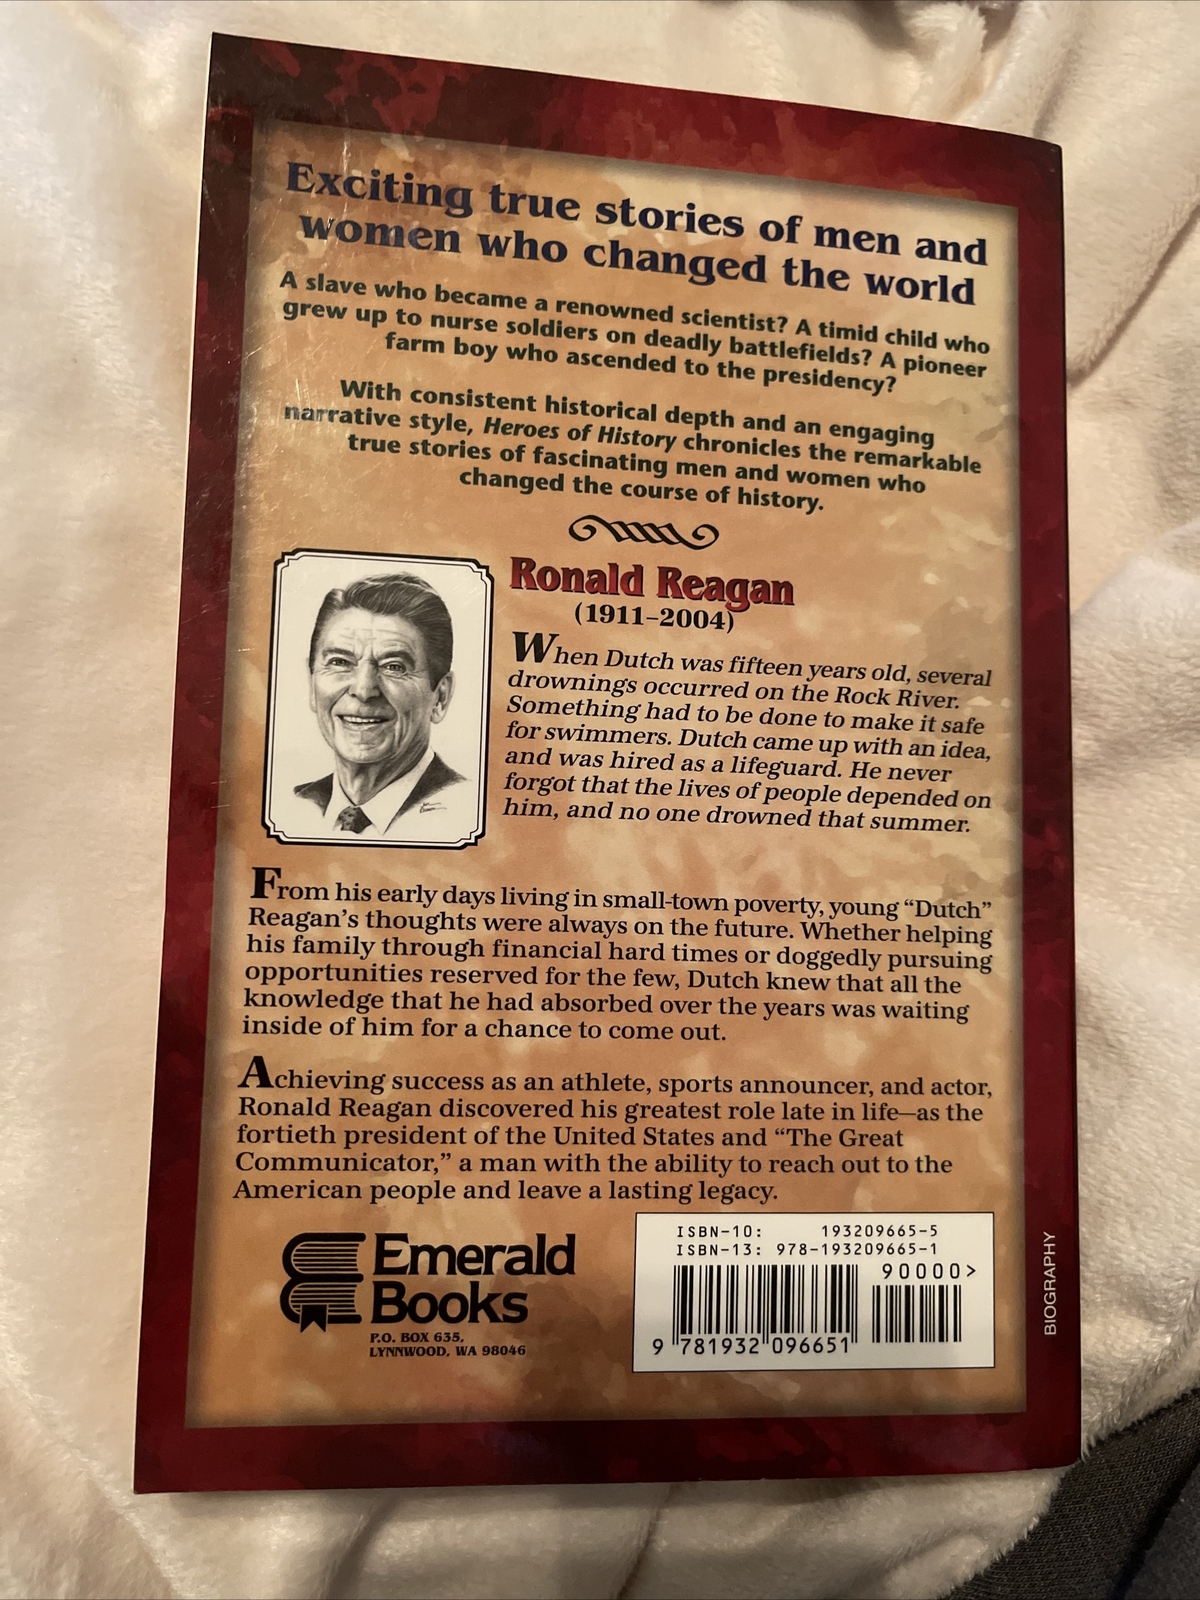 Exciting true stories of men and
women who changed the world
A slave who became a renowned scientist? A timid child who
grew up to nurse soldiers on deadly battlefields? A pioneer
farm boy who ascended to the presidency?
With consistent historical depth and an engaging
narrative style, Heroes of History chronicles the remarkable
true stories of fascinating men and women who
changed the course of history.
Ronald Reagan
(1911–2004)
When Dutch was fifteen years old, several
drownings occurred on the Rock River.
Something had to be done to make it safe
for swimmers. Dutch came up with an idea,
and was hired as a lifeguard. He never
forgot that the lives of people depended on
him, and no one drowned that summer.
From his early days living in small-town poverty, young “Dutch”
Reagan’s thoughts were always on the future. Whether helping
his family through financial hard times or doggedly pursuing
opportunities reserved for the few, Dutch knew that all the
knowledge that he had absorbed over the years was waiting
inside of him for a chance to come out.
Achieving success as an athlete, sports announcer, and actor,
Ronald Reagan discovered his greatest role late in life—as the
fortieth president of the United States and “The Great
Communicator,” a man with the ability to reach out to the
American people and leave a lasting legacy.
Emerald
Books
P.O. BOX 635,
LYNNWOOD, WA 98046
ISBN-10: 193209665-5
ISBN-13: 978-193209665-1
90000>
9 781932 096651
BIOGRAPHY